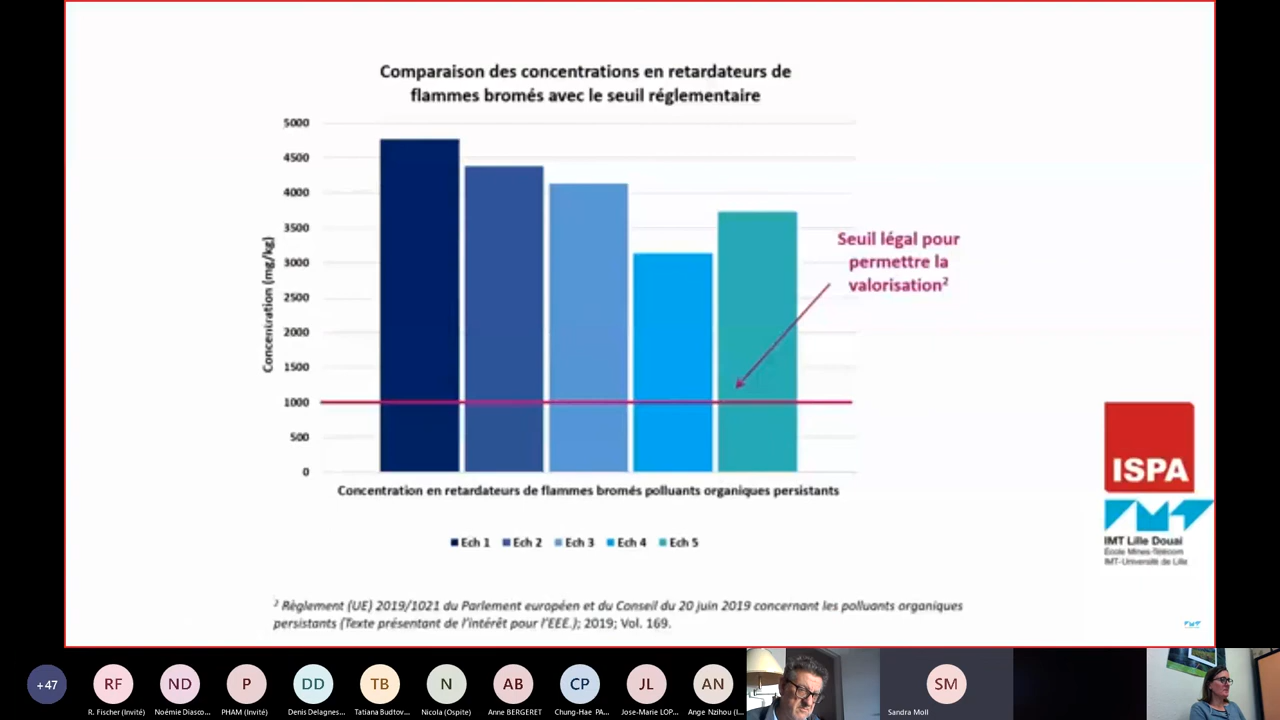 Comparaison des concentrations en retardateurs de
flammes bromés avec le seuil réglementaire
5000
4500
4000
3500
3000
2500
2000
1500
1000
500
0
Concentration (mg/kg)
Seuil légal pour
permettre la
valorisation²
Concentration en retardateurs de flammes bromés polluants organiques persistants
Ech 1 Ech 2 Ech 3 Ech 4 Ech 5
² Règlement (UE) 2019/1021 du Parlement européen et du Conseil du 20 juin 2019 concernant les polluants organiques
persistants (Texte présentant de l'intérêt pour l'EEE.); 2019; Vol. 169.
ISPA
IMT Lille Douai
École Mines-Télécom
IMT-Université de Lille
+47 RF ND P DD TB N AB CP JL AN SM
R. Fischer (Invité) Noémie Diasco... PHAM (Invité) Denis Delagnes... Tatiana Budtov... Nicola (Ospite) Anne BERGERET Chung-Hae PA... Jose-Marie LOP... Ange Nzihou (I... Sandra Moll